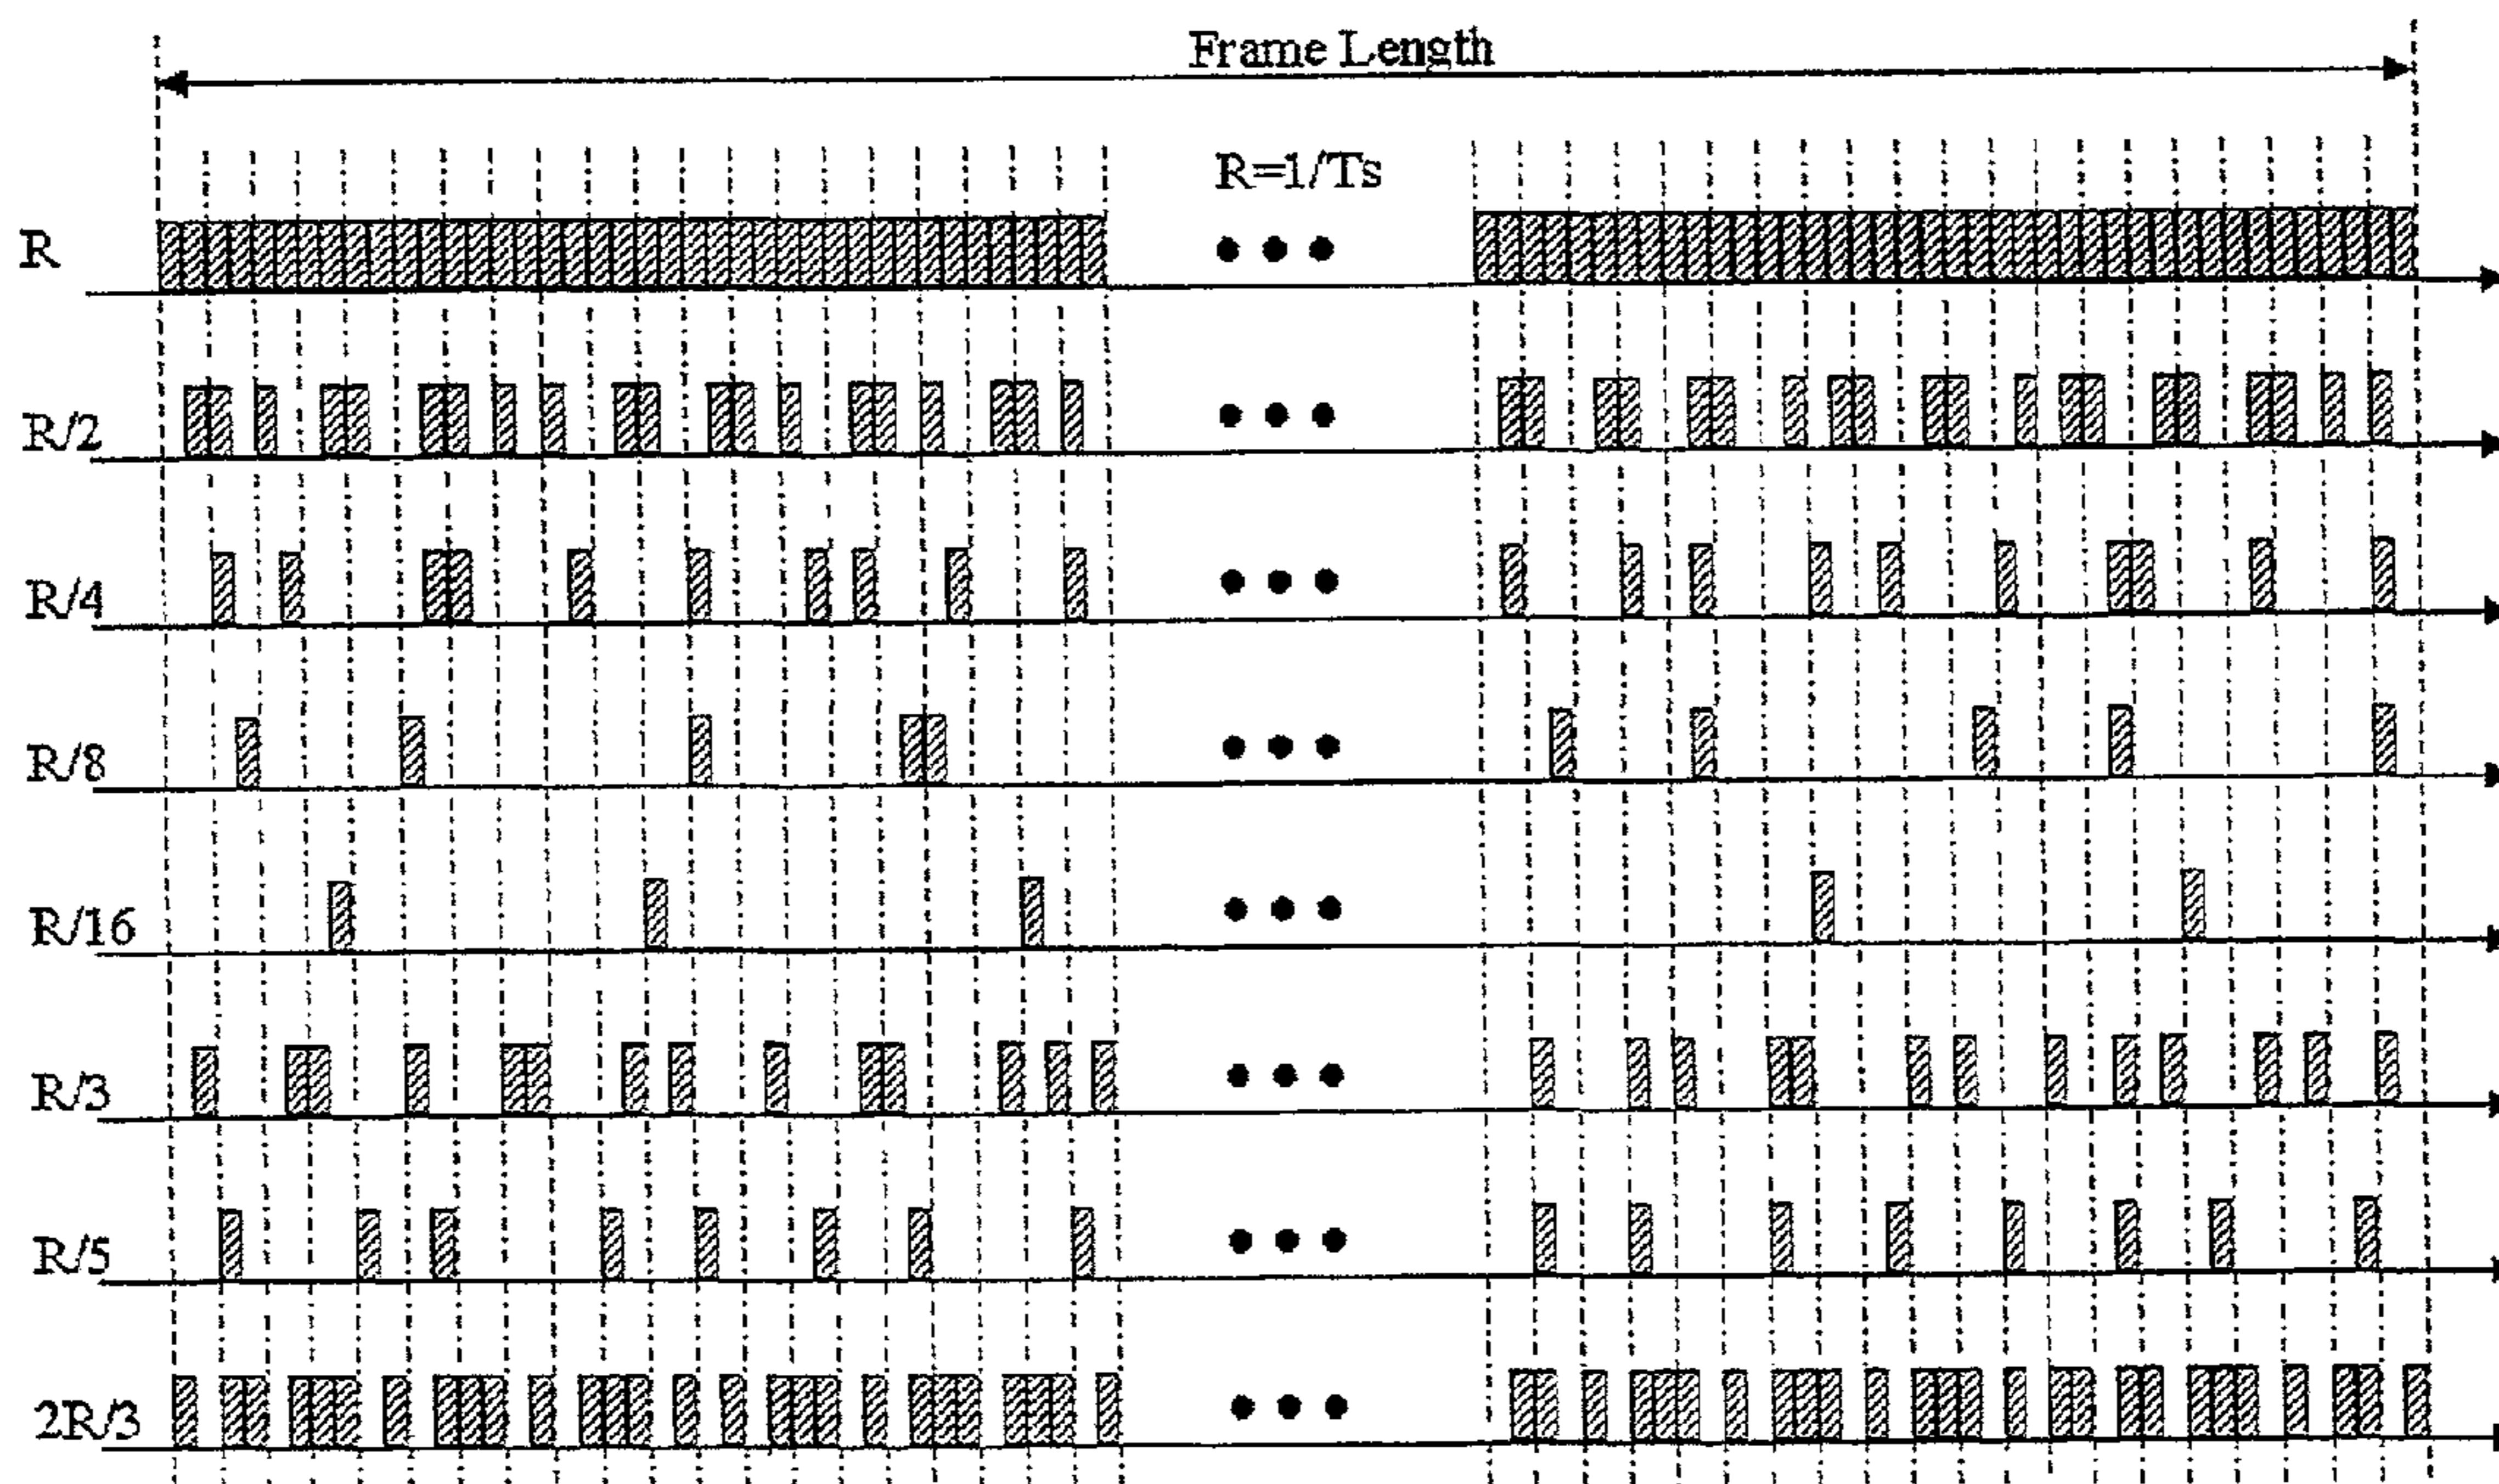 Frame Length
R=1/Ts
R
R/2
R/4
R/8
R/16
R/3
R/5
2R/3